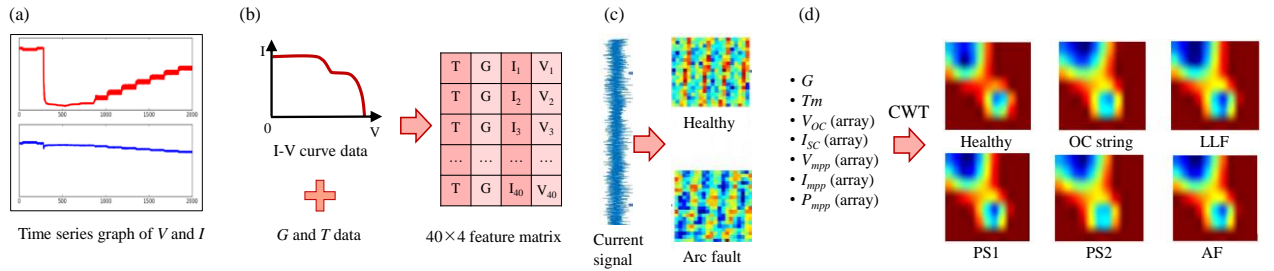 (a)
0
500
1000
1500
2000
0
500
1000
1500
2000
Time series graph of V and I
(b)
I
0
V
I-V curve data
G and T data
T G I1 V1
T G I2 V2
T G I3 V3
... ... ... ...
T G I40 V40
40×4 feature matrix
(c)
Current
signal
Healthy
Arc fault
(d)
• G
• Tm
• VOC (array)
• ISC (array)
• Vmpp (array)
• Impp (array)
• Pmpp (array)
CWT
Healthy
OC string
LLF
PS1
PS2
AF